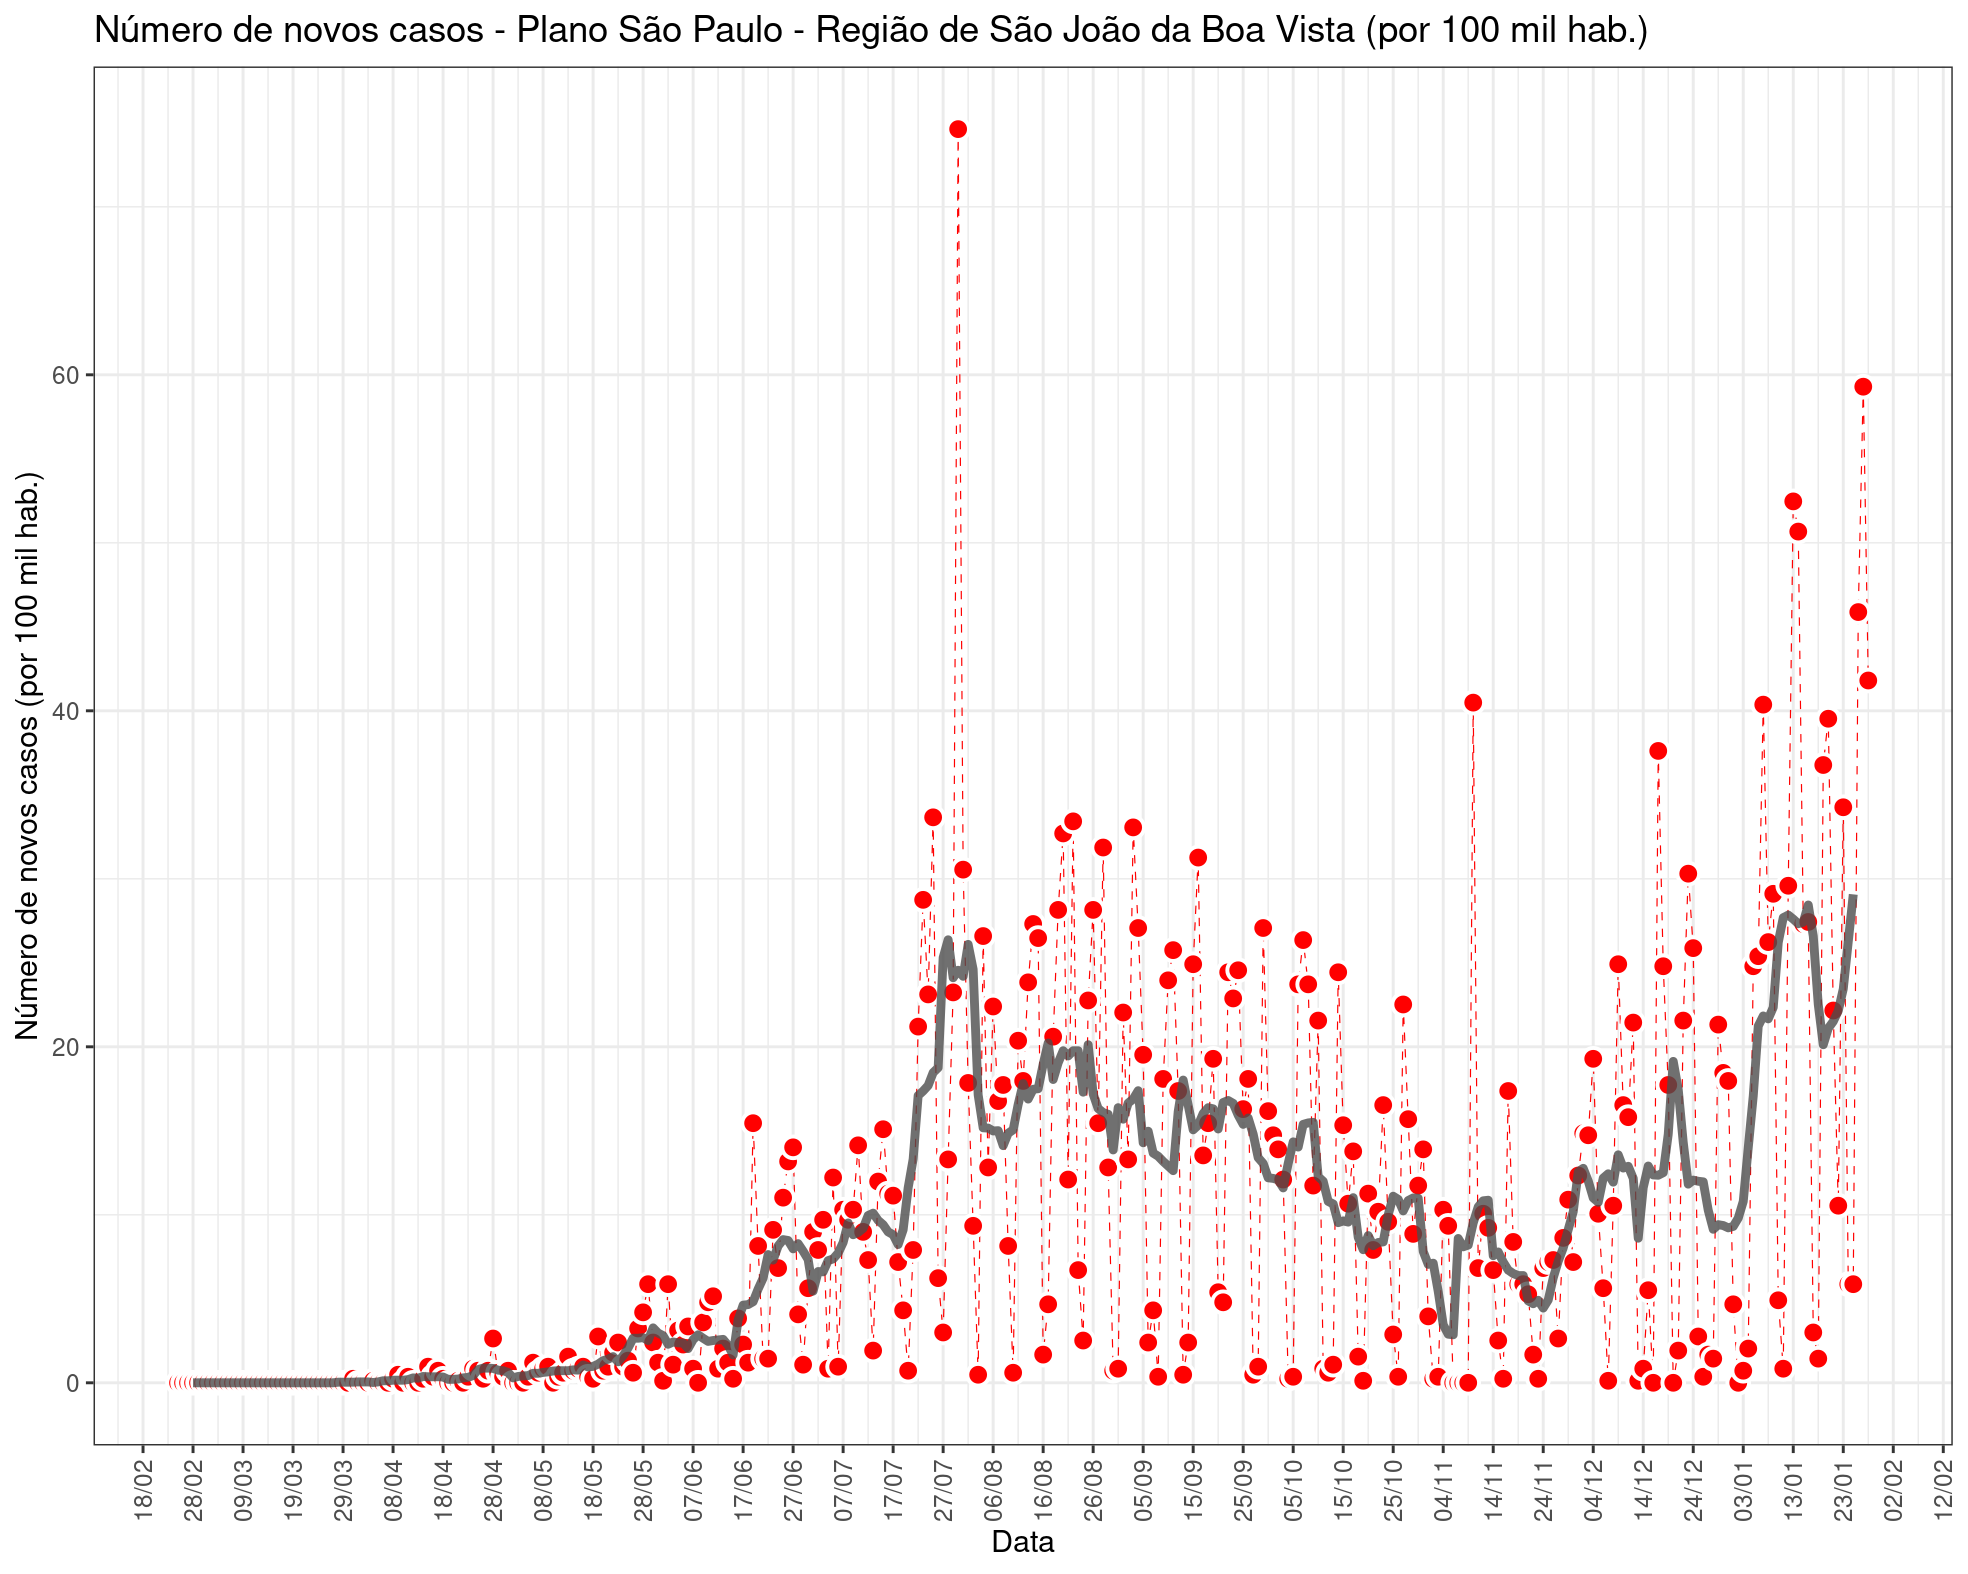 Número de novos casos - Plano São Paulo - Região de São João da Boa Vista (por 100 mil hab.)
Número de novos casos (por 100 mil hab.)
60
40
20
0
18/02 28/02 09/03 19/03 29/03 08/04 18/04 28/04 08/05 18/05 28/05 07/06 17/06 27/06 07/07 17/07 27/07 06/08 16/08 26/08 05/09 15/09 25/09 05/10 15/10 25/10 04/11 14/11 24/11 04/12 14/12 24/12 03/01 13/01 23/01 02/02 12/02
Data